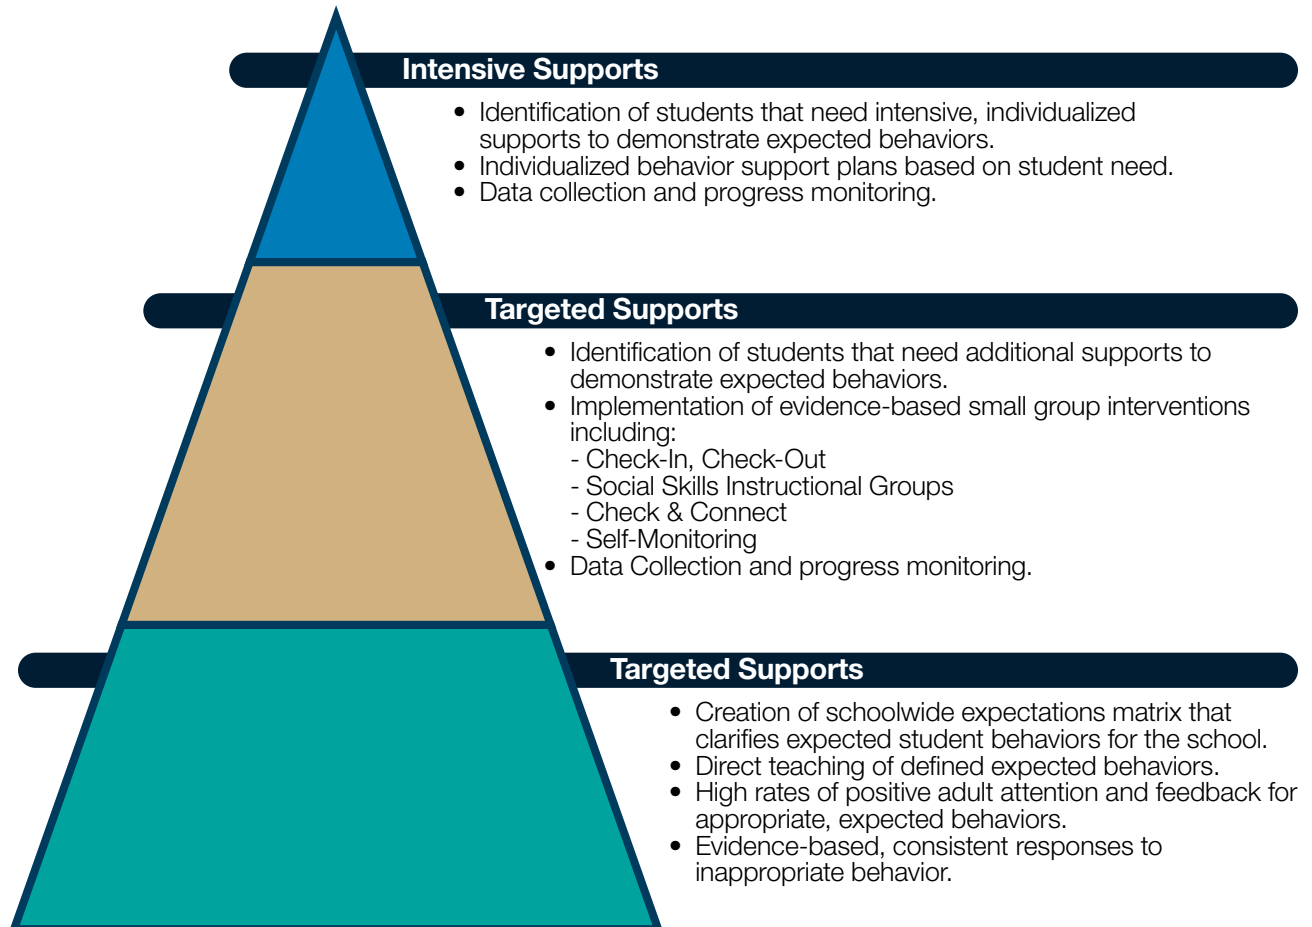 Intensive Supports
• Identification of students that need intensive, individualized
supports to demonstrate expected behaviors.
• Individualized behavior support plans based on student need.
• Data collection and progress monitoring.
Targeted Supports
• Identification of students that need additional supports to
demonstrate expected behaviors.
• Implementation of evidence-based small group interventions
including:
- Check-In, Check-Out
- Social Skills Instructional Groups
- Check & Connect
- Self-Monitoring
• Data Collection and progress monitoring.
Targeted Supports
• Creation of schoolwide expectations matrix that
clarifies expected student behaviors for the school.
• Direct teaching of defined expected behaviors.
• High rates of positive adult attention and feedback for
appropriate, expected behaviors.
• Evidence-based, consistent responses to
inappropriate behavior.